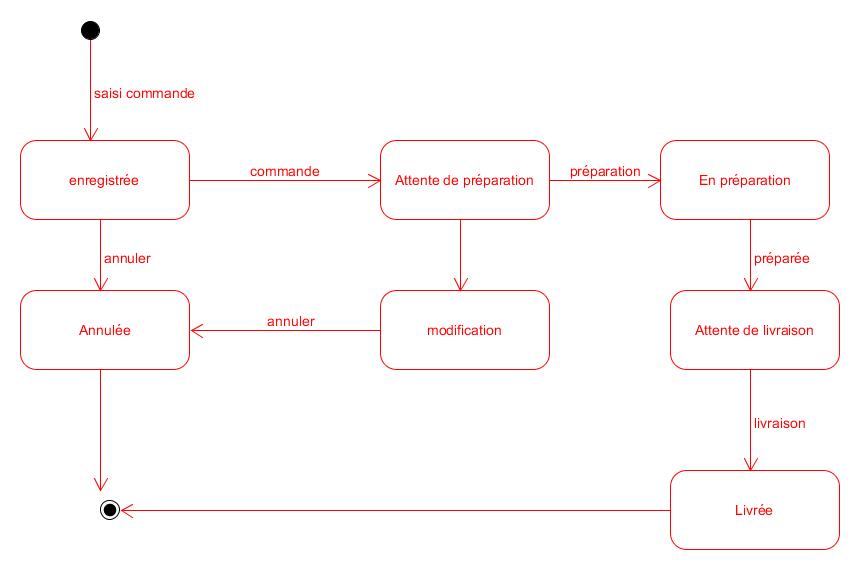 saisi commande
enregistrée
commande
Attente de préparation
préparation
En préparation
annuler
préparée
Annulée
annuler
modification
Attente de livraison
livraison
Livrée